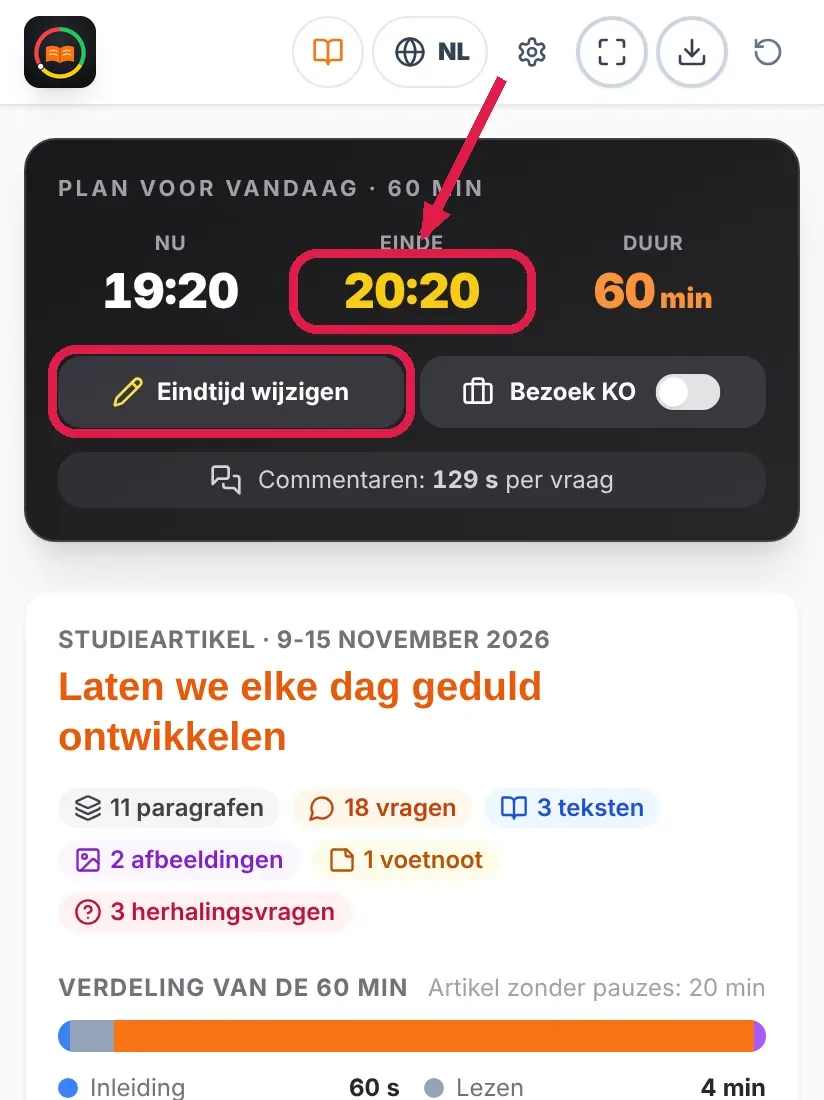 NL
PLAN VOOR VANDAAG · 60 MIN
NU
EINDE
DUUR
19:20
20:20
60 min
Eindtijd wijzigen
Bezoek KO
Commentaren: 129 s per vraag
STUDIEARTIKEL · 9-15 NOVEMBER 2026
Laten we elke dag geduld
ontwikkelen
11 paragrafen
18 vragen
3 teksten
2 afbeeldingen
1 voetnoot
3 herhalingsvragen
VERDELING VAN DE 60 MIN
Artikel zonder pauzes: 20 min
Inleiding 60 s
Lezen 4 min